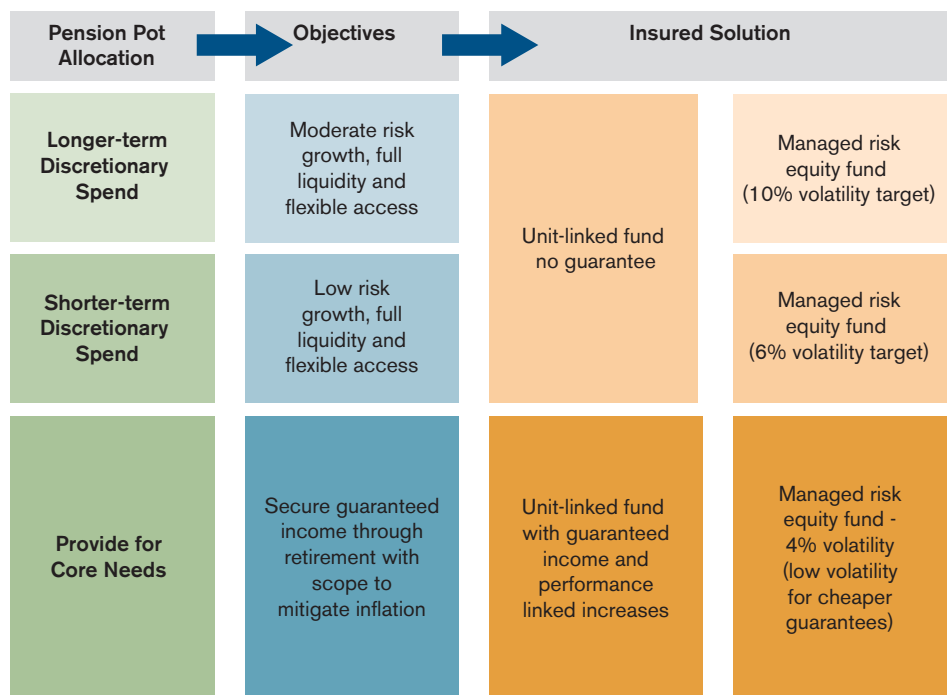 Pension Pot
Allocation
Objectives
Insured Solution
Longer-term
Discretionary
Spend
Moderate risk
growth, full
liquidity and
flexible access
Unit-linked fund
no guarantee
Managed risk
equity fund
(10% volatility target)
Shorter-term
Discretionary
Spend
Low risk
growth, full
liquidity and
flexible access
Managed risk
equity fund
(6% volatility target)
Provide for
Core Needs
Secure guaranteed
income through
retirement with
scope to
mitigate inflation
Unit-linked fund
with guaranteed
income and
performance
linked increases
Managed risk
equity fund -
4% volatility
(low volatility
for cheaper
guarantees)